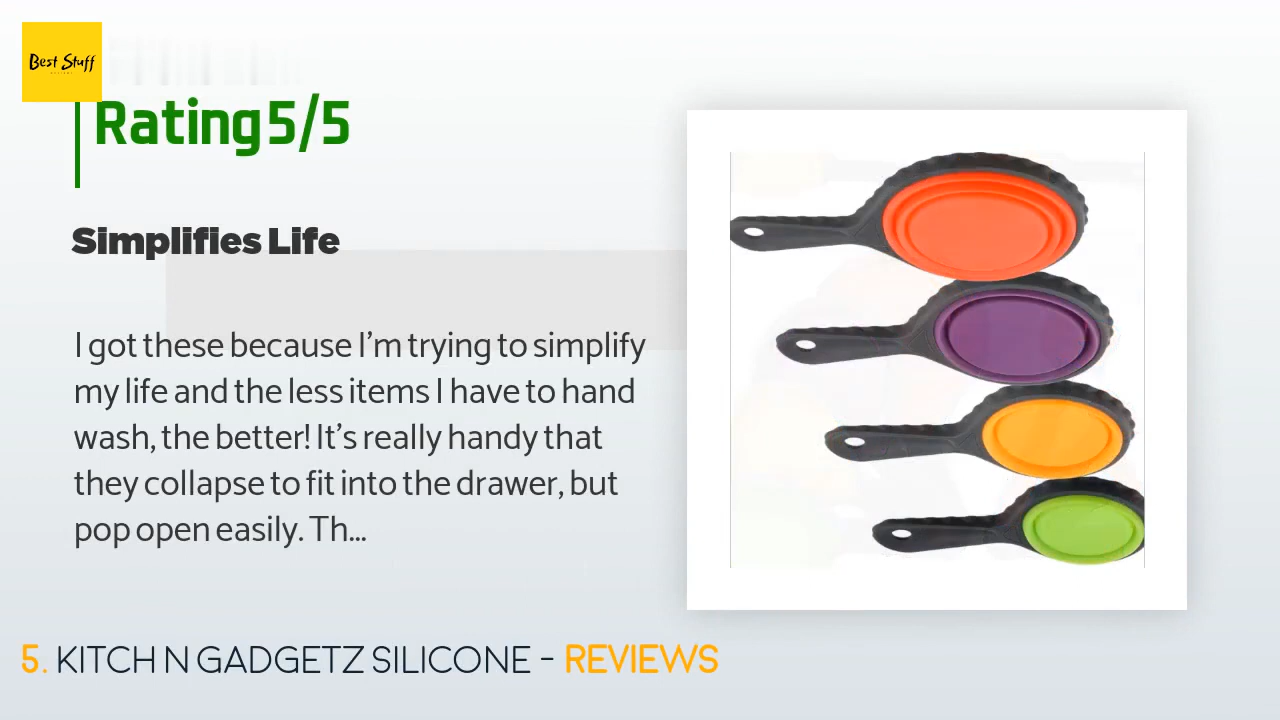 Best Stuff
Rating 5/5
Simplifies Life
I got these because I'm trying to simplify
my life and the less items I have to hand
wash, the better! It's really handy that
they collapse to fit into the drawer, but
pop open easily. Th...
5. KITCH N GADGETZ SILICONE - REVIEWS